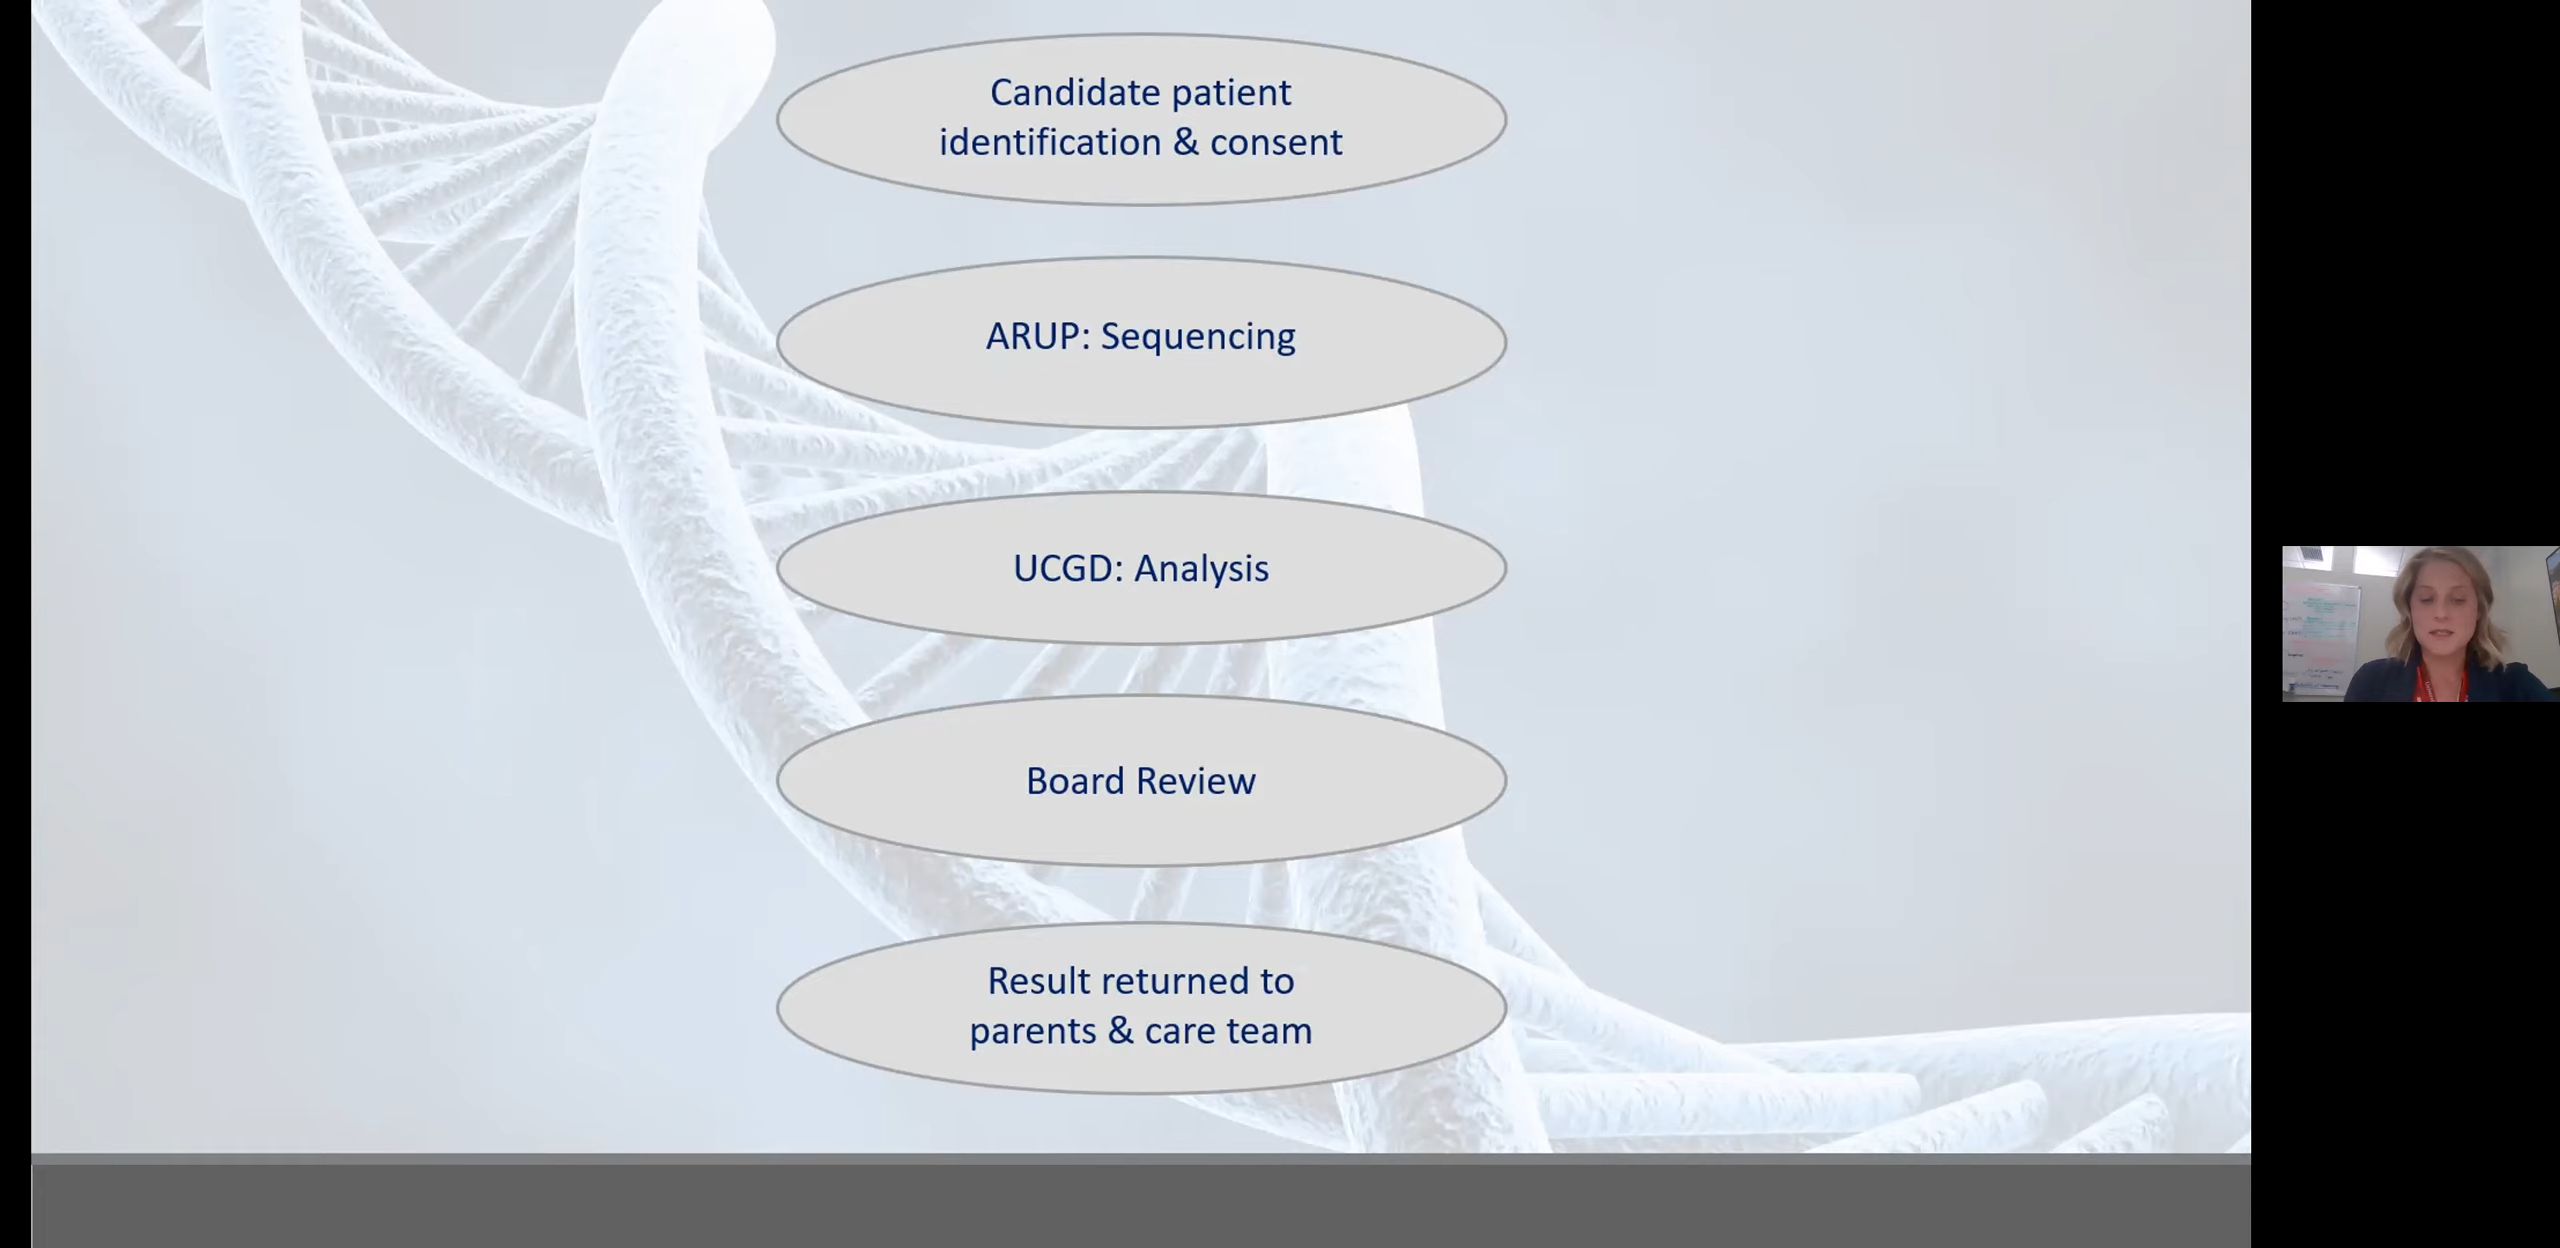 Candidate patient
identification & consent
ARUP: Sequencing
UCGD: Analysis
Board Review
Result returned to
parents & care team